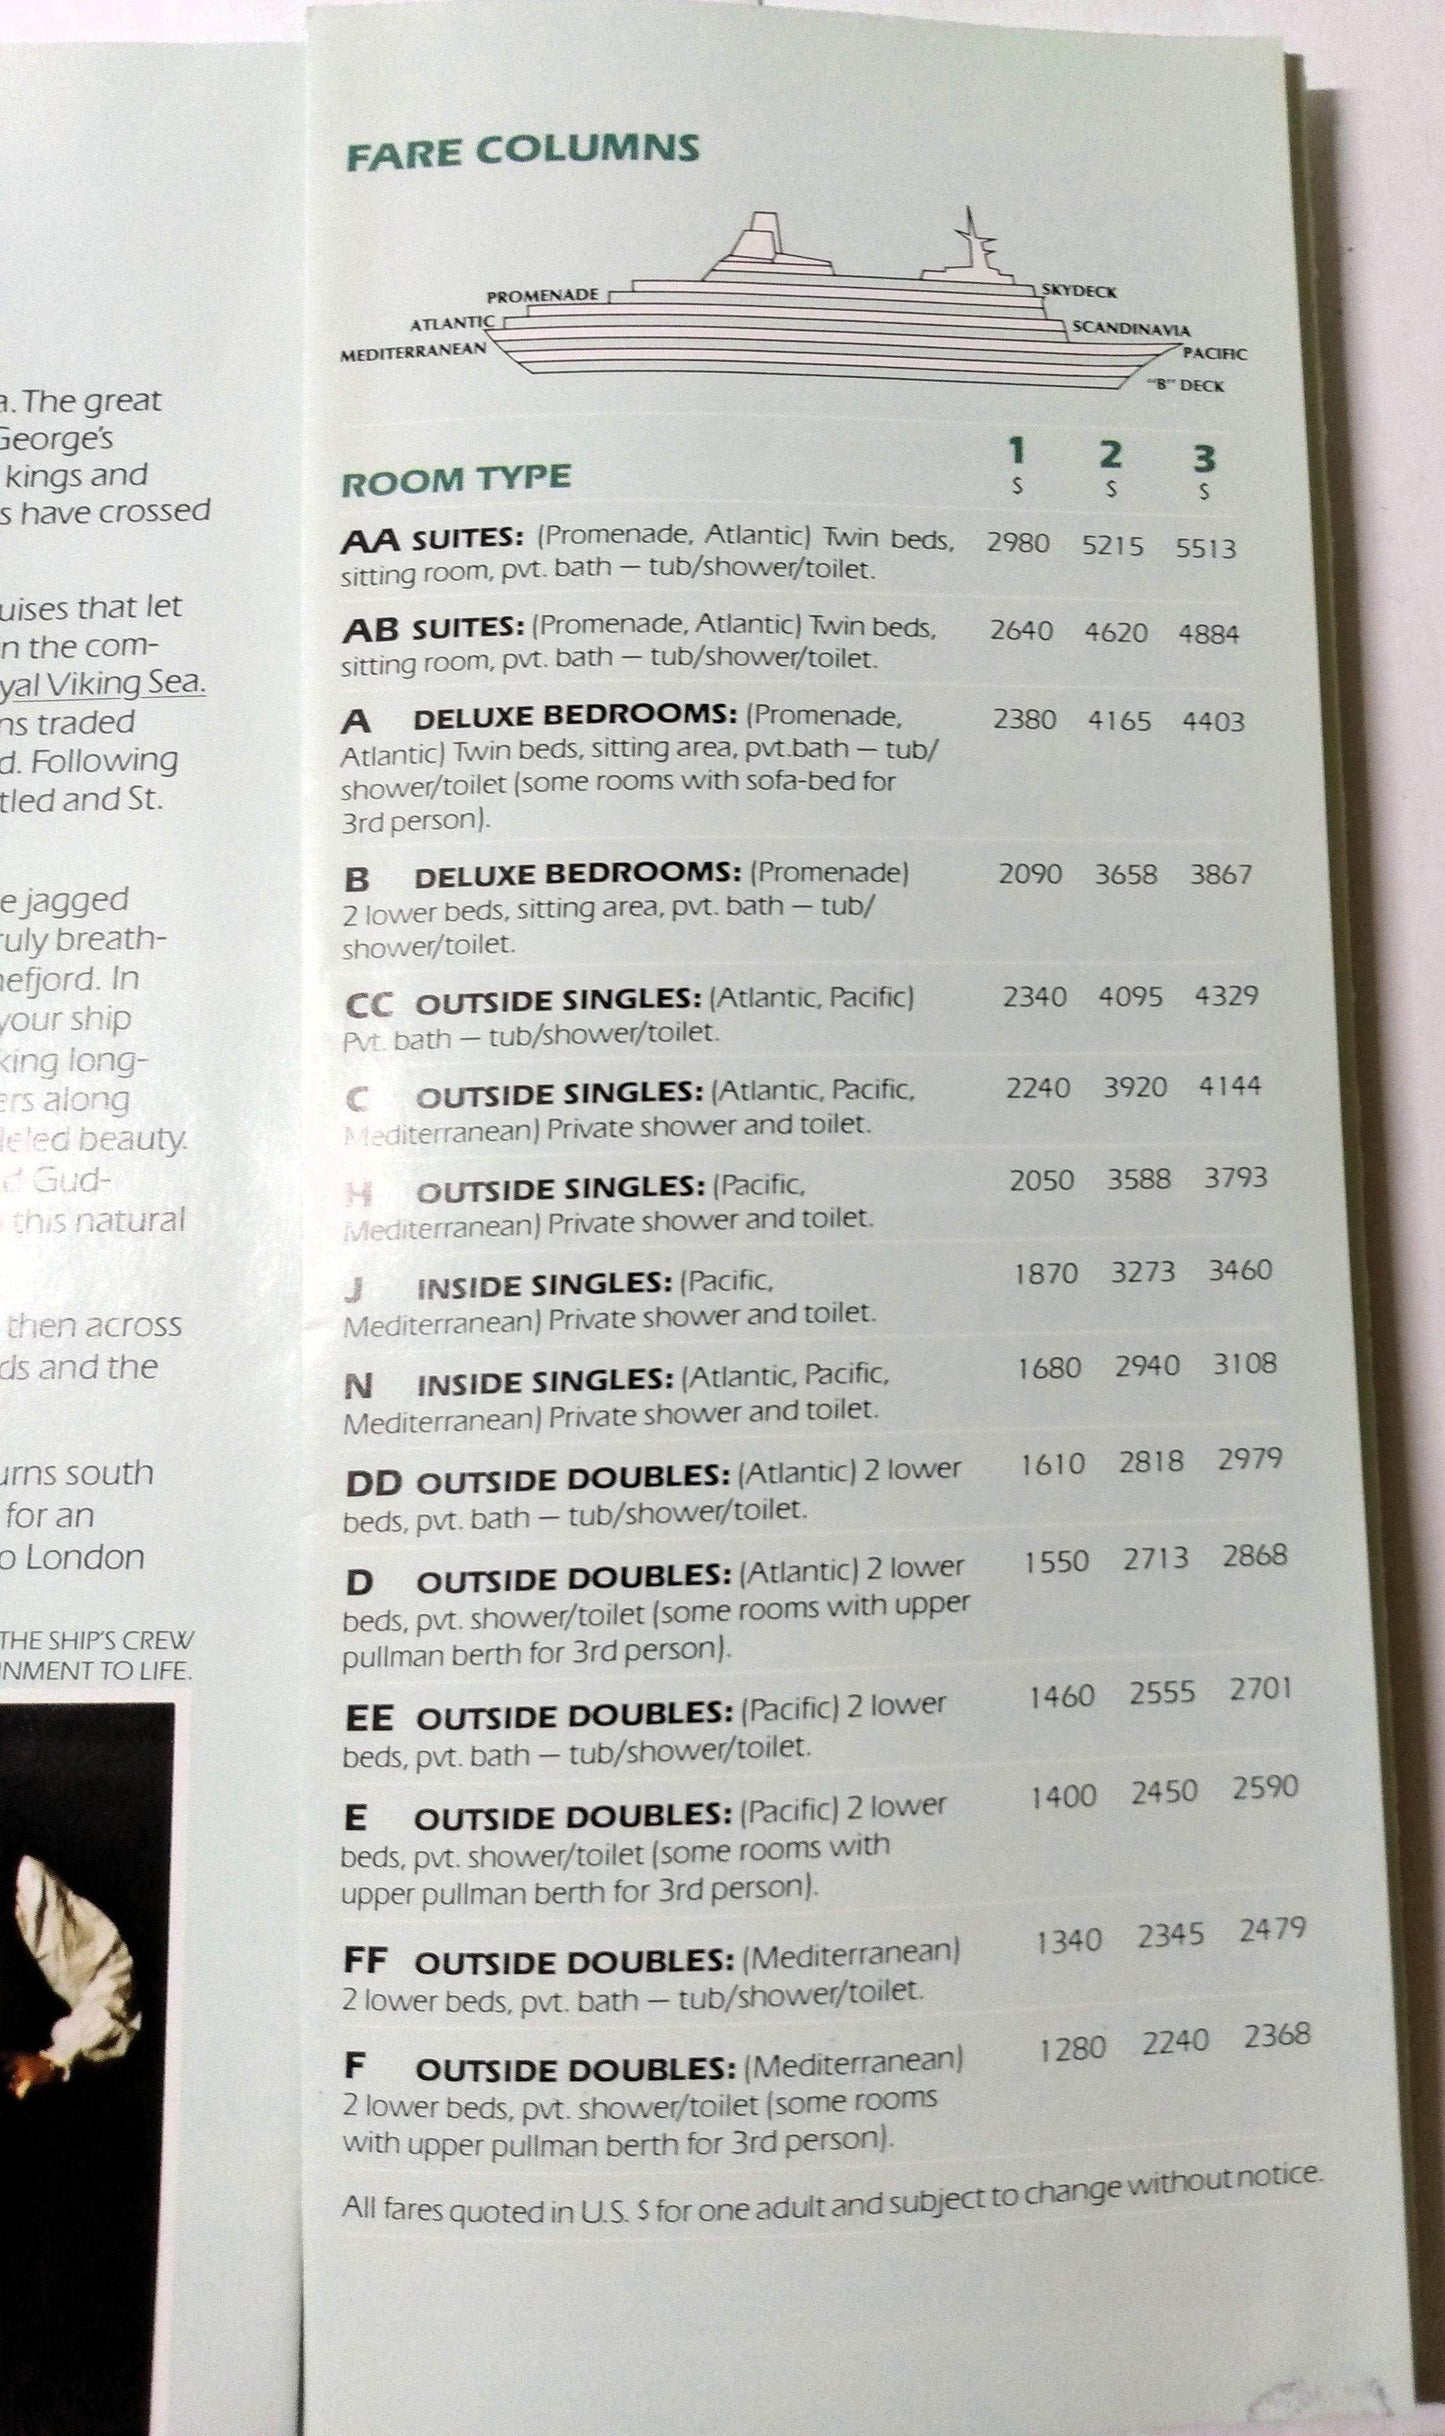 a. The great
George's
kings and
s have crossed
uises that let
n the com-
yal Viking Sea.
ns traded
d. Following
tled and St.
e jagged
ruly breath-
nefjord. In
your ship
king long-
ers along
leled beauty.
d Gud-
this natural
then across
ds and the
urns south
for an
o London
THE SHIP'S CREW
INMENT TO LIFE.
FARE COLUMNS
PROMENADE
SKYDECK
ATLANTIC
SCANDINAVIA
MEDITERRANEAN
PACIFIC
"B" DECK
ROOM TYPE 1 2 3
$ $ $
AA SUITES: (Promenade, Atlantic) Twin beds, 2980 5215 5513
sitting room, pvt. bath — tub/shower/toilet.
AB SUITES: (Promenade, Atlantic) Twin beds, 2640 4620 4884
sitting room, pvt. bath — tub/shower/toilet.
A DELUXE BEDROOMS: (Promenade, 2380 4165 4403
Atlantic) Twin beds, sitting area, pvt.bath — tub/
shower/toilet (some rooms with sofa-bed for
3rd person).
B DELUXE BEDROOMS: (Promenade) 2090 3658 3867
2 lower beds, sitting area, pvt. bath — tub/
shower/toilet.
CC OUTSIDE SINGLES: (Atlantic, Pacific) 2340 4095 4329
Pvt. bath — tub/shower/toilet.
C OUTSIDE SINGLES: (Atlantic, Pacific, 2240 3920 4144
Mediterranean) Private shower and toilet.
H OUTSIDE SINGLES: (Pacific, 2050 3588 3793
Mediterranean) Private shower and toilet.
J INSIDE SINGLES: (Pacific, 1870 3273 3460
Mediterranean) Private shower and toilet.
N INSIDE SINGLES: (Atlantic, Pacific, 1680 2940 3108
Mediterranean) Private shower and toilet.
DD OUTSIDE DOUBLES: (Atlantic) 2 lower 1610 2818 2979
beds, pvt. bath — tub/shower/toilet.
D OUTSIDE DOUBLES: (Atlantic) 2 lower 1550 2713 2868
beds, pvt. shower/toilet (some rooms with upper
pullman berth for 3rd person).
EE OUTSIDE DOUBLES: (Pacific) 2 lower 1460 2555 2701
beds, pvt. bath — tub/shower/toilet.
E OUTSIDE DOUBLES: (Pacific) 2 lower 1400 2450 2590
beds, pvt. shower/toilet (some rooms with
upper pullman berth for 3rd person).
FF OUTSIDE DOUBLES: (Mediterranean) 1340 2345 2479
2 lower beds, pvt. bath — tub/shower/toilet.
F OUTSIDE DOUBLES: (Mediterranean) 1280 2240 2368
2 lower beds, pvt. shower/toilet (some rooms
with upper pullman berth for 3rd person).
All fares quoted in U.S. $ for one adult and subject to change without notice.